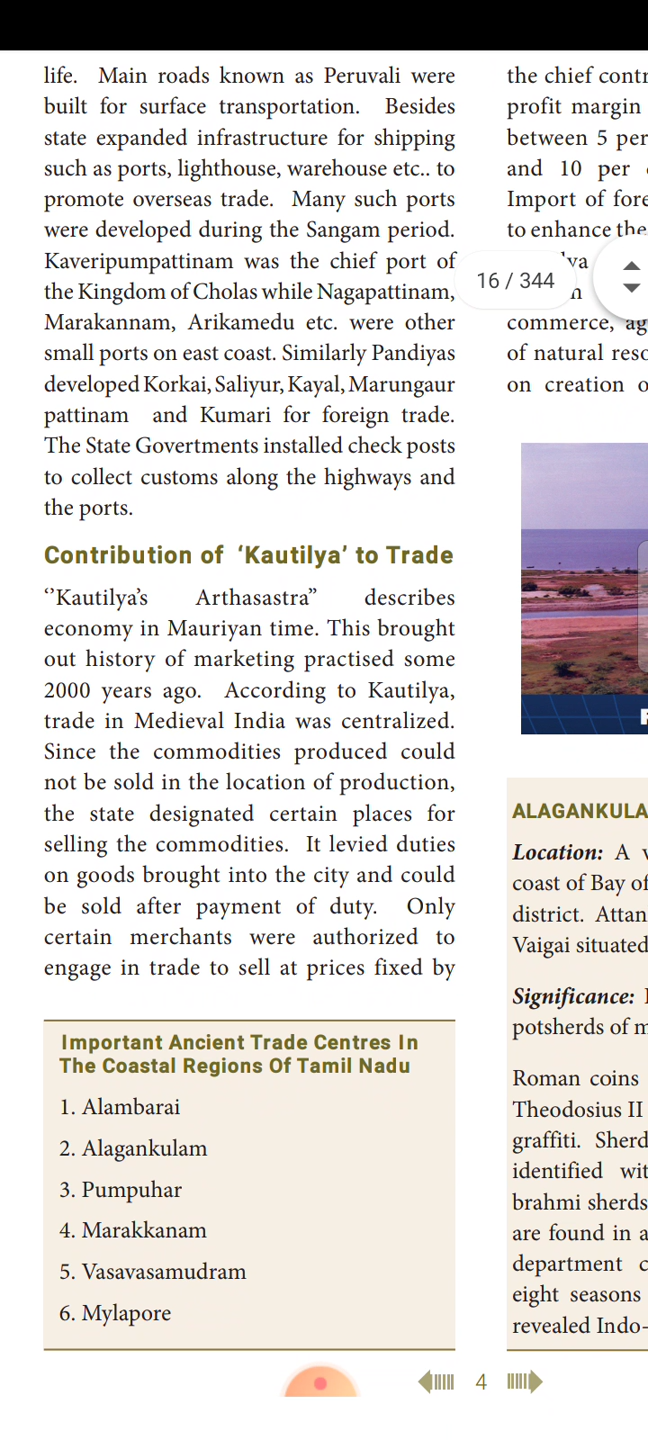 life. Main roads known as Peruvali were
built for surface transportation. Besides
state expanded infrastructure for shipping
such as ports, lighthouse, warehouse etc.. to
promote overseas trade. Many such ports
were developed during the Sangam period.
Kaveripumpattinam was the chief port of
the Kingdom of Cholas while Nagapattinam,
Marakannam, Arikamedu etc. were other
small ports on east coast. Similarly Pandiyas
developed Korkai, Saliyur, Kayal, Marungaur
pattinam and Kumari for foreign trade.
The State Govertments installed check posts
to collect customs along the highways and
the ports.
Contribution of ‘Kautilya’ to Trade
‘’Kautilya’s Arthasastra” describes
economy in Mauriyan time. This brought
out history of marketing practised some
2000 years ago. According to Kautilya,
trade in Medieval India was centralized.
Since the commodities produced could
not be sold in the location of production,
the state designated certain places for
selling the commodities. It levied duties
on goods brought into the city and could
be sold after payment of duty. Only
certain merchants were authorized to
engage in trade to sell at prices fixed by
Important Ancient Trade Centres In
The Coastal Regions Of Tamil Nadu
1. Alambarai
2. Alagankulam
3. Pumpuhar
4. Marakkanam
5. Vasavasamudram
6. Mylapore
the chief
profit margin
between 5 per
and 10 per
Import of
to enhance the
16 / 344
commerce,
of natural
on creation
ALAGANKULA
Location: A
coast of Bay of
district.
Vaigai situated
Significance:
potsherds of
Roman coins
Theodosius II
graffiti.
identified
brahmi sherds
are found in
department
eight seasons
revealed Indo-
4